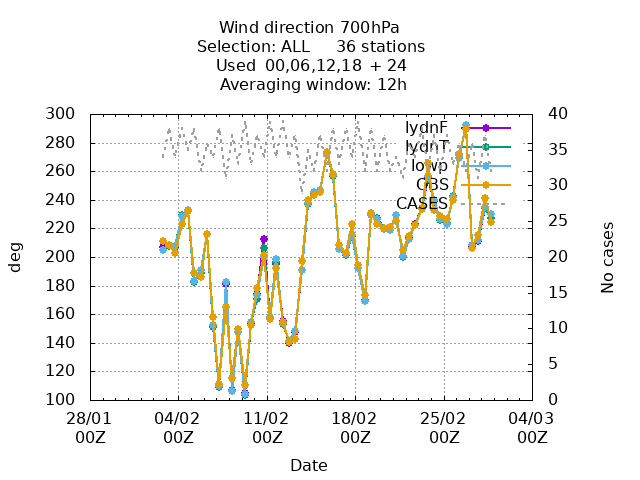 Wind direction 700hPa
Selection: ALL 36 stations
Used 00,06,12,18 + 24
Averaging window: 12h
lydnF
lydnT
lowp
OBS
CASES
300
280
260
240
220
200
180
160
140
120
100
deg
40
35
30
25
20
15
10
5
0
No cases
28/01 04/02 11/02 18/02 25/02 04/03
00Z 00Z 00Z 00Z 00Z 00Z
Date